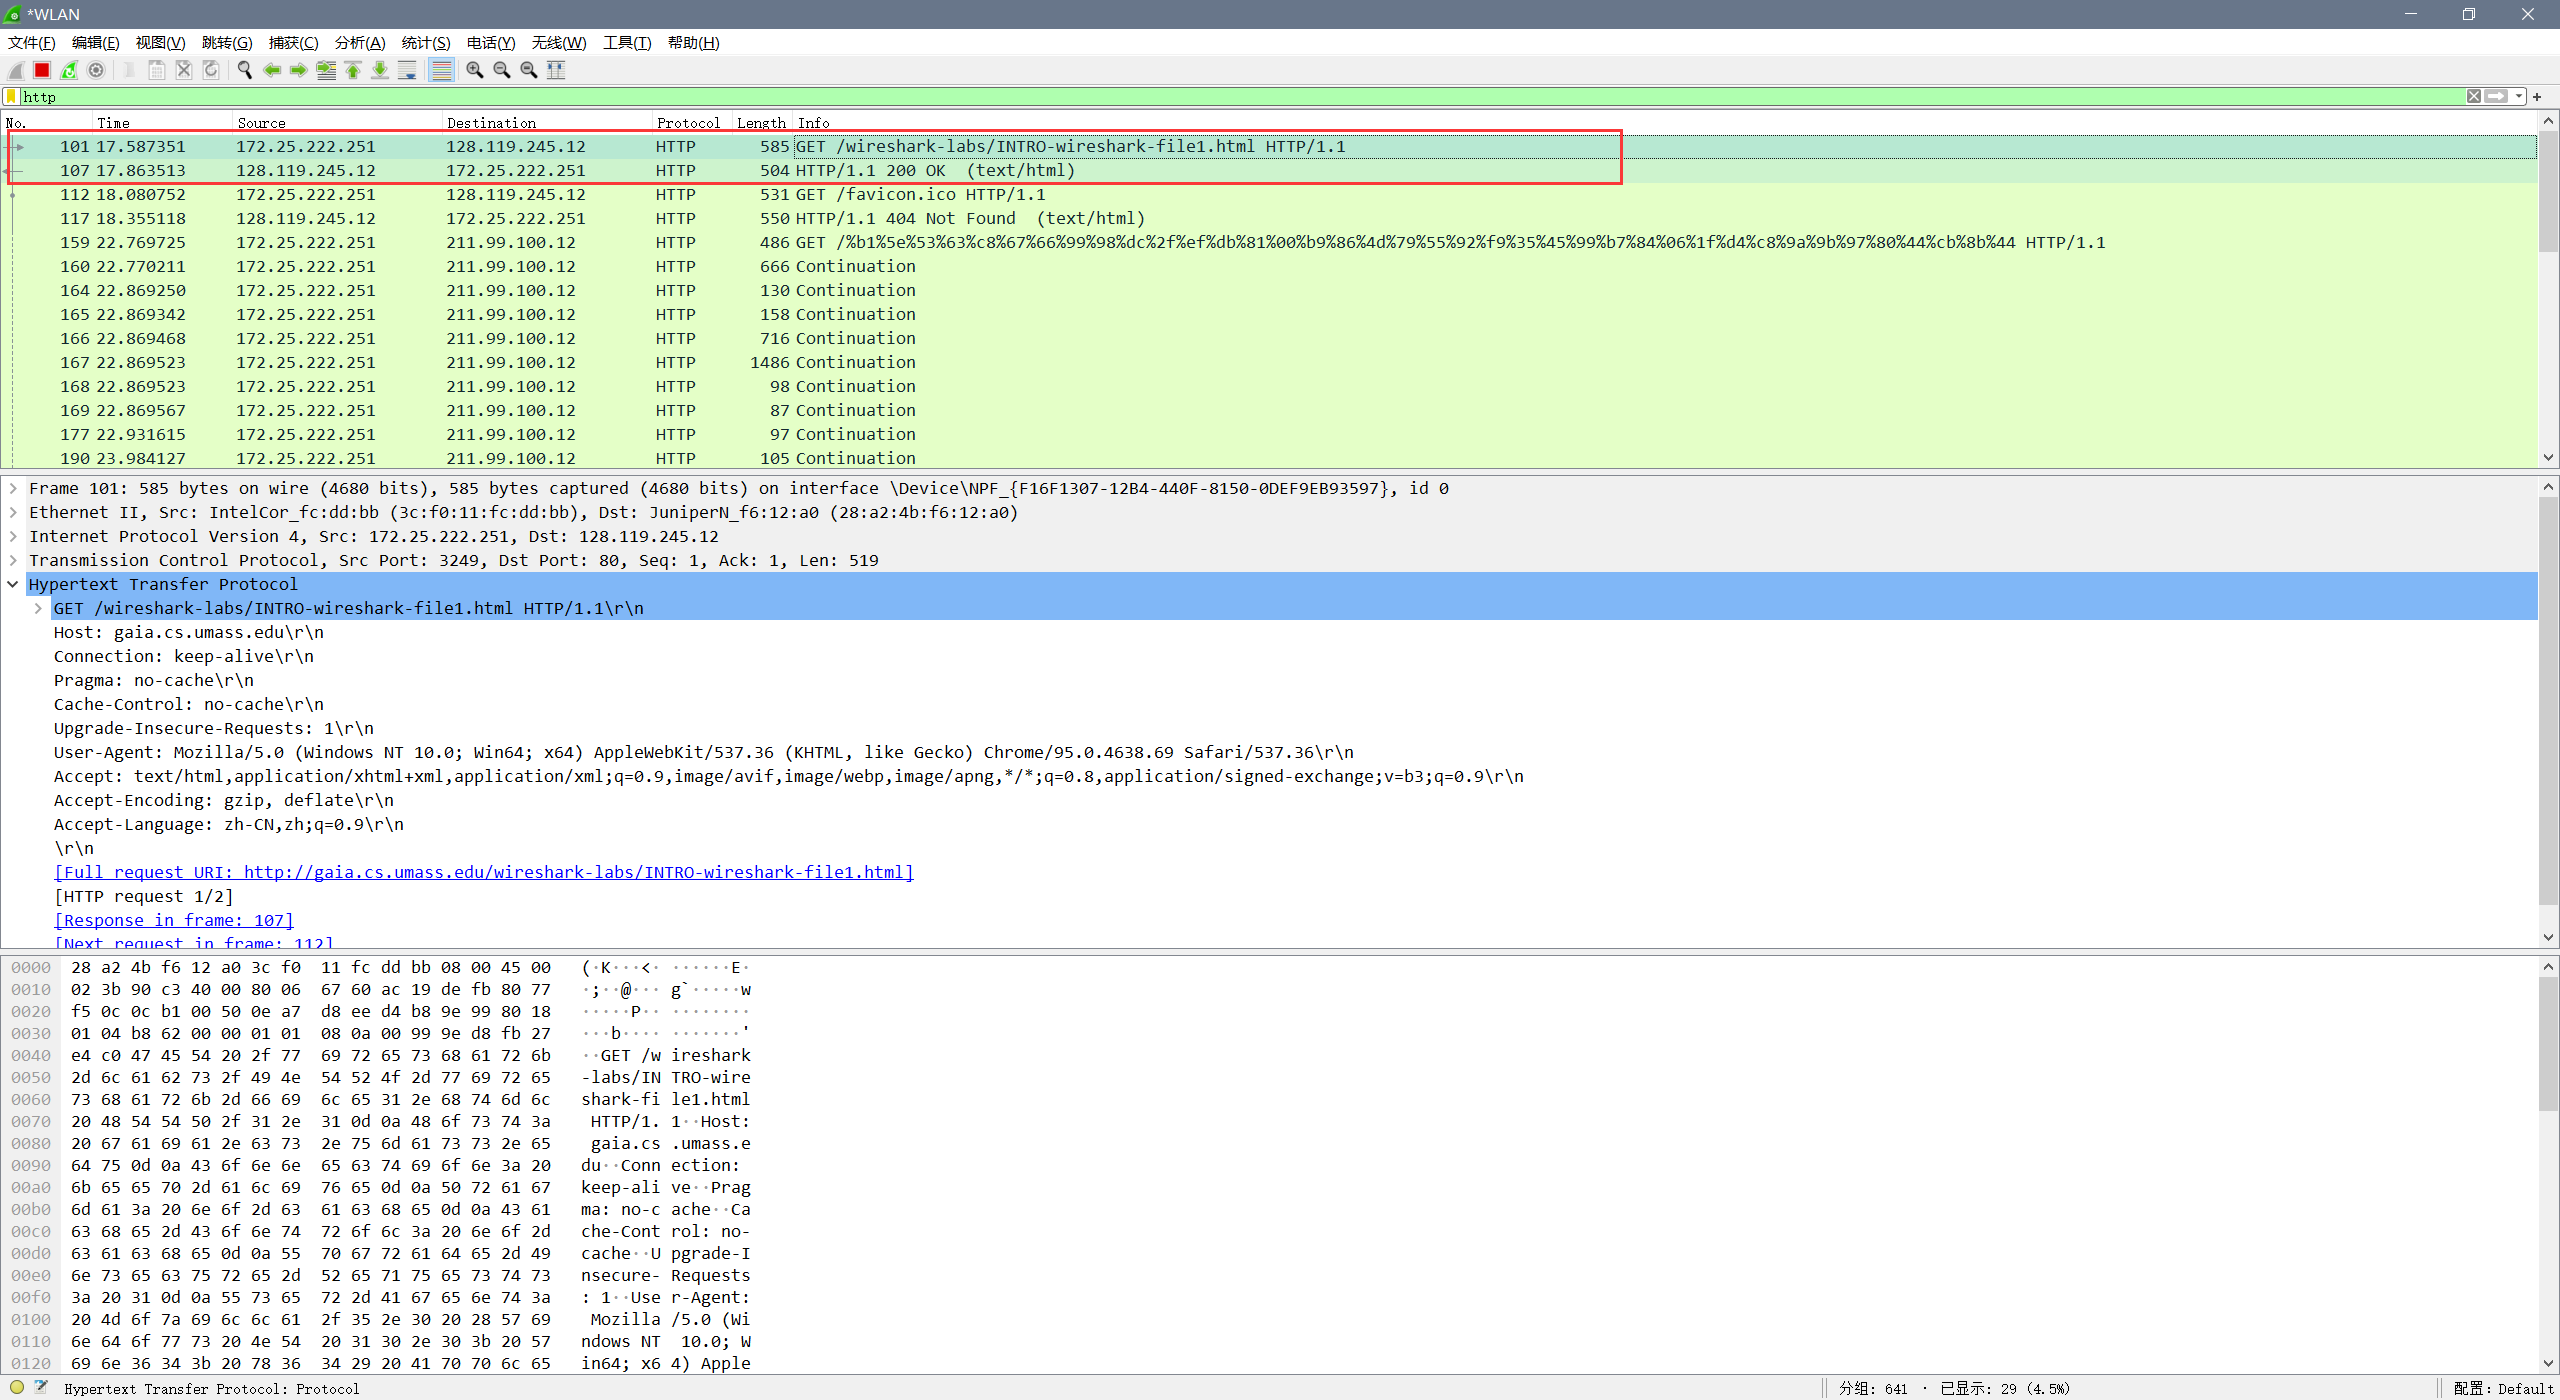 *WLAN
文件(F) 编辑(E) 视图(V) 跳转(G) 捕获(C) 分析(A) 统计(S) 电话(Y) 无线(W) 工具(T) 帮助(H)
http
No. Time Source Destination Protocol Length Info
101 17.587351 172.25.222.251 128.119.245.12 HTTP 585 GET /wireshark-labs/INTRO-wireshark-file1.html HTTP/1.1
107 17.863513 128.119.245.12 172.25.222.251 HTTP 504 HTTP/1.1 200 OK (text/html)
112 18.080752 172.25.222.251 128.119.245.12 HTTP 531 GET /favicon.ico HTTP/1.1
117 18.355118 128.119.245.12 172.25.222.251 HTTP 550 HTTP/1.1 404 Not Found (text/html)
159 22.769725 172.25.222.251 211.99.100.12 HTTP 486 GET /%b1%5e%53%63%c8%67%66%99%98%dc%2f%ef%db%81%00%b9%86%4d%79%55%92%f9%35%45%99%b7%84%06%1f%d4%c8%9a%9b%97%80%44%cb%8b%44 HTTP/1.1
160 22.770211 172.25.222.251 211.99.100.12 HTTP 666 Continuation
164 22.869250 172.25.222.251 211.99.100.12 HTTP 130 Continuation
165 22.869342 172.25.222.251 211.99.100.12 HTTP 158 Continuation
166 22.869468 172.25.222.251 211.99.100.12 HTTP 716 Continuation
167 22.869523 172.25.222.251 211.99.100.12 HTTP 1486 Continuation
168 22.869523 172.25.222.251 211.99.100.12 HTTP 98 Continuation
169 22.869567 172.25.222.251 211.99.100.12 HTTP 87 Continuation
177 22.931615 172.25.222.251 211.99.100.12 HTTP 97 Continuation
190 23.984127 172.25.222.251 211.99.100.12 HTTP 105 Continuation
Frame 101: 585 bytes on wire (4680 bits), 585 bytes captured (4680 bits) on interface \Device\NPF_{F16F1307-12B4-440F-8150-0DEF9EB93597}, id 0
Ethernet II, Src: IntelCor_fc:dd:bb (3c:f0:11:fc:dd:bb), Dst: JuniperN_f6:12:a0 (28:a2:4b:f6:12:a0)
Internet Protocol Version 4, Src: 172.25.222.251, Dst: 128.119.245.12
Transmission Control Protocol, Src Port: 3249, Dst Port: 80, Seq: 1, Ack: 1, Len: 519
Hypertext Transfer Protocol
GET /wireshark-labs/INTRO-wireshark-file1.html HTTP/1.1\r\n
Host: gaia.cs.umass.edu\r\n
Connection: keep-alive\r\n
Pragma: no-cache\r\n
Cache-Control: no-cache\r\n
Upgrade-Insecure-Requests: 1\r\n
User-Agent: Mozilla/5.0 (Windows NT 10.0; Win64; x64) AppleWebKit/537.36 (KHTML, like Gecko) Chrome/95.0.4638.69 Safari/537.36\r\n
Accept: text/html,application/xhtml+xml,application/xml;q=0.9,image/avif,image/webp,image/apng,*/*;q=0.8,application/signed-exchange;v=b3;q=0.9\r\n
Accept-Encoding: gzip, deflate\r\n
Accept-Language: zh-CN,zh;q=0.9\r\n
\r\n
[Full request URI: http://gaia.cs.umass.edu/wireshark-labs/INTRO-wireshark-file1.html]
[HTTP request 1/2]
[Response in frame: 107]
[Next request in frame: 112]
0000 28 a2 4b f6 12 a0 3c f0 11 fc dd bb 08 00 45 00 (·K···<· ······E·
0010 02 3b 90 c3 40 00 80 06 67 60 ac 19 de fb 80 77 ·;··@··· g`·····w
0020 f5 0c 0c b1 00 50 0e a7 d8 ee d4 b8 9e 99 80 18 ·····P·· ········
0030 01 04 b8 62 00 00 01 01 08 0a 00 99 9e d8 fb 27 ···b···· ·······'
0040 e4 c0 47 45 54 20 2f 77 69 72 65 73 68 61 72 6b ··GET /w ireshark
0050 2d 6c 61 62 73 2f 49 4e 54 52 4f 2d 77 69 72 65 -labs/IN TRO-wire
0060 73 68 61 72 6b 2d 66 69 6c 65 31 2e 68 74 6d 6c shark-fi le1.html
0070 20 48 54 54 50 2f 31 2e 31 0d 0a 48 6f 73 74 3a HTTP/1. 1··Host:
0080 20 67 61 69 61 2e 63 73 2e 75 6d 61 73 73 2e 65 gaia.cs .umass.e
0090 64 75 0d 0a 43 6f 6e 6e 65 63 74 69 6f 6e 3a 20 du··Conn ection:
00a0 6b 65 65 70 2d 61 6c 69 76 65 0d 0a 50 72 61 67 keep-ali ve··Prag
00b0 6d 61 3a 20 6e 6f 2d 63 61 63 68 65 0d 0a 43 61 ma: no-c ache··Ca
00c0 63 68 65 2d 43 6f 6e 74 72 6f 6c 3a 20 6e 6f 2d che-Cont rol: no-
00d0 63 61 63 68 65 0d 0a 55 70 67 72 61 64 65 2d 49 cache··U pgrade-I
00e0 6e 73 65 63 75 72 65 2d 52 65 71 75 65 73 74 73 nsecure- Requests
00f0 3a 20 31 0d 0a 55 73 65 72 2d 41 67 65 6e 74 3a : 1··Use r-Agent:
0100 20 4d 6f 7a 69 6c 6c 61 2f 35 2e 30 20 28 57 69 Mozilla /5.0 (Wi
0110 6e 64 6f 77 73 20 4e 54 20 31 30 2e 30 3b 20 57 ndows NT 10.0; W
0120 69 6e 36 34 3b 20 78 36 34 29 20 41 70 70 6c 65 in64; x6 4) Apple
Hypertext Transfer Protocol: Protocol 分组: 641 · 已显示: 29 (4.5%) 配置: Default